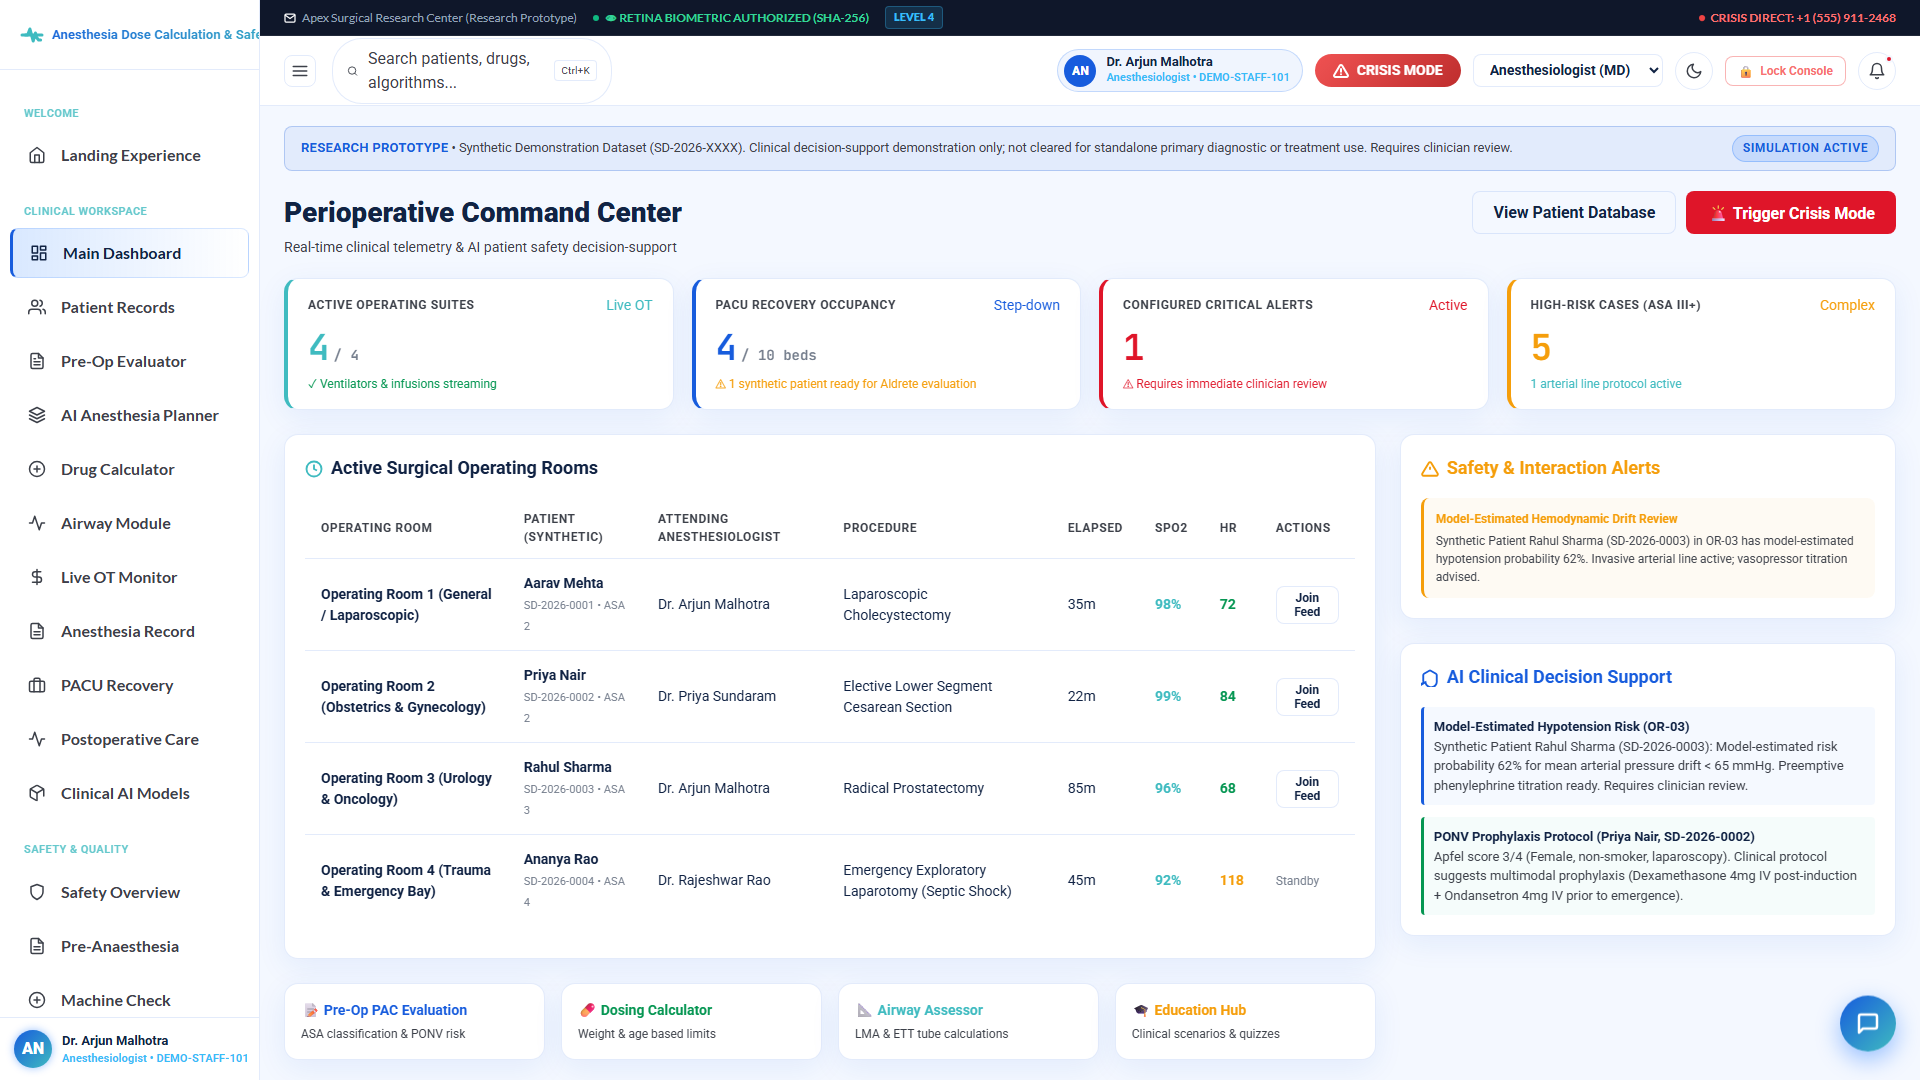 Apex Surgical Research Center (Research Prototype)
RETINA BIOMETRIC AUTHORIZED (SHA-256)
LEVEL 4
CRISIS DIRECT: +1 (555) 911-2468
Anesthesia Dose Calculation & Safe
Search patients, drugs,
algorithms...
Ctrl+K
AN
Dr. Arjun Malhotra
Anesthesiologist • DEMO-STAFF-101
CRISIS MODE
Anesthesiologist (MD)
Lock Console
WELCOME
Landing Experience
CLINICAL WORKSPACE
Main Dashboard
Patient Records
Pre-Op Evaluator
AI Anesthesia Planner
Drug Calculator
Airway Module
Live OT Monitor
Anesthesia Record
PACU Recovery
Postoperative Care
Clinical AI Models
SAFETY & QUALITY
Safety Overview
Pre-Anaesthesia
Machine Check
AN
Dr. Arjun Malhotra
Anesthesiologist • DEMO-STAFF-101
RESEARCH PROTOTYPE • Synthetic Demonstration Dataset (SD-2026-XXXX). Clinical decision-support demonstration only; not cleared for standalone primary diagnostic or treatment use. Requires clinician review.
SIMULATION ACTIVE
Perioperative Command Center
Real-time clinical telemetry & AI patient safety decision-support
View Patient Database
Trigger Crisis Mode
ACTIVE OPERATING SUITES
Live OT
4 / 4
✓ Ventilators & infusions streaming
PACU RECOVERY OCCUPANCY
Step-down
4 / 10 beds
⚠ 1 synthetic patient ready for Aldrete evaluation
CONFIGURED CRITICAL ALERTS
Active
1
⚠ Requires immediate clinician review
HIGH-RISK CASES (ASA III+)
Complex
5
1 arterial line protocol active
Active Surgical Operating Rooms
OPERATING ROOM
PATIENT
(SYNTHETIC)
ATTENDING
ANESTHESIOLOGIST
PROCEDURE
ELAPSED
SPO2
HR
ACTIONS
Operating Room 1 (General
/ Laparoscopic)
Aarav Mehta
SD-2026-0001 • ASA
2
Dr. Arjun Malhotra
Laparoscopic
Cholecystectomy
35m
98%
72
Join
Feed
Operating Room 2
(Obstetrics & Gynecology)
Priya Nair
SD-2026-0002 • ASA
2
Dr. Priya Sundaram
Elective Lower Segment
Cesarean Section
22m
99%
84
Join
Feed
Operating Room 3 (Urology
& Oncology)
Rahul Sharma
SD-2026-0003 • ASA
3
Dr. Arjun Malhotra
Radical Prostatectomy
85m
96%
68
Join
Feed
Operating Room 4 (Trauma
& Emergency Bay)
Ananya Rao
SD-2026-0004 • ASA
4
Dr. Rajeshwar Rao
Emergency Exploratory
Laparotomy (Septic Shock)
45m
92%
118
Standby
Safety & Interaction Alerts
Model-Estimated Hemodynamic Drift Review
Synthetic Patient Rahul Sharma (SD-2026-0003) in OR-03 has model-estimated
hypotension probability 62%. Invasive arterial line active; vasopressor titration
advised.
AI Clinical Decision Support
Model-Estimated Hypotension Risk (OR-03)
Synthetic Patient Rahul Sharma (SD-2026-0003): Model-estimated risk
probability 62% for mean arterial pressure drift < 65 mmHg. Preemptive
phenylephrine titration ready. Requires clinician review.
PONV Prophylaxis Protocol (Priya Nair, SD-2026-0002)
Apfel score 3/4 (Female, non-smoker, laparoscopy). Clinical protocol
suggests multimodal prophylaxis (Dexamethasone 4mg IV post-induction
+ Ondansetron 4mg IV prior to emergence).
Pre-Op PAC Evaluation
ASA classification & PONV risk
Dosing Calculator
Weight & age based limits
Airway Assessor
LMA & ETT tube calculations
Education Hub
Clinical scenarios & quizzes